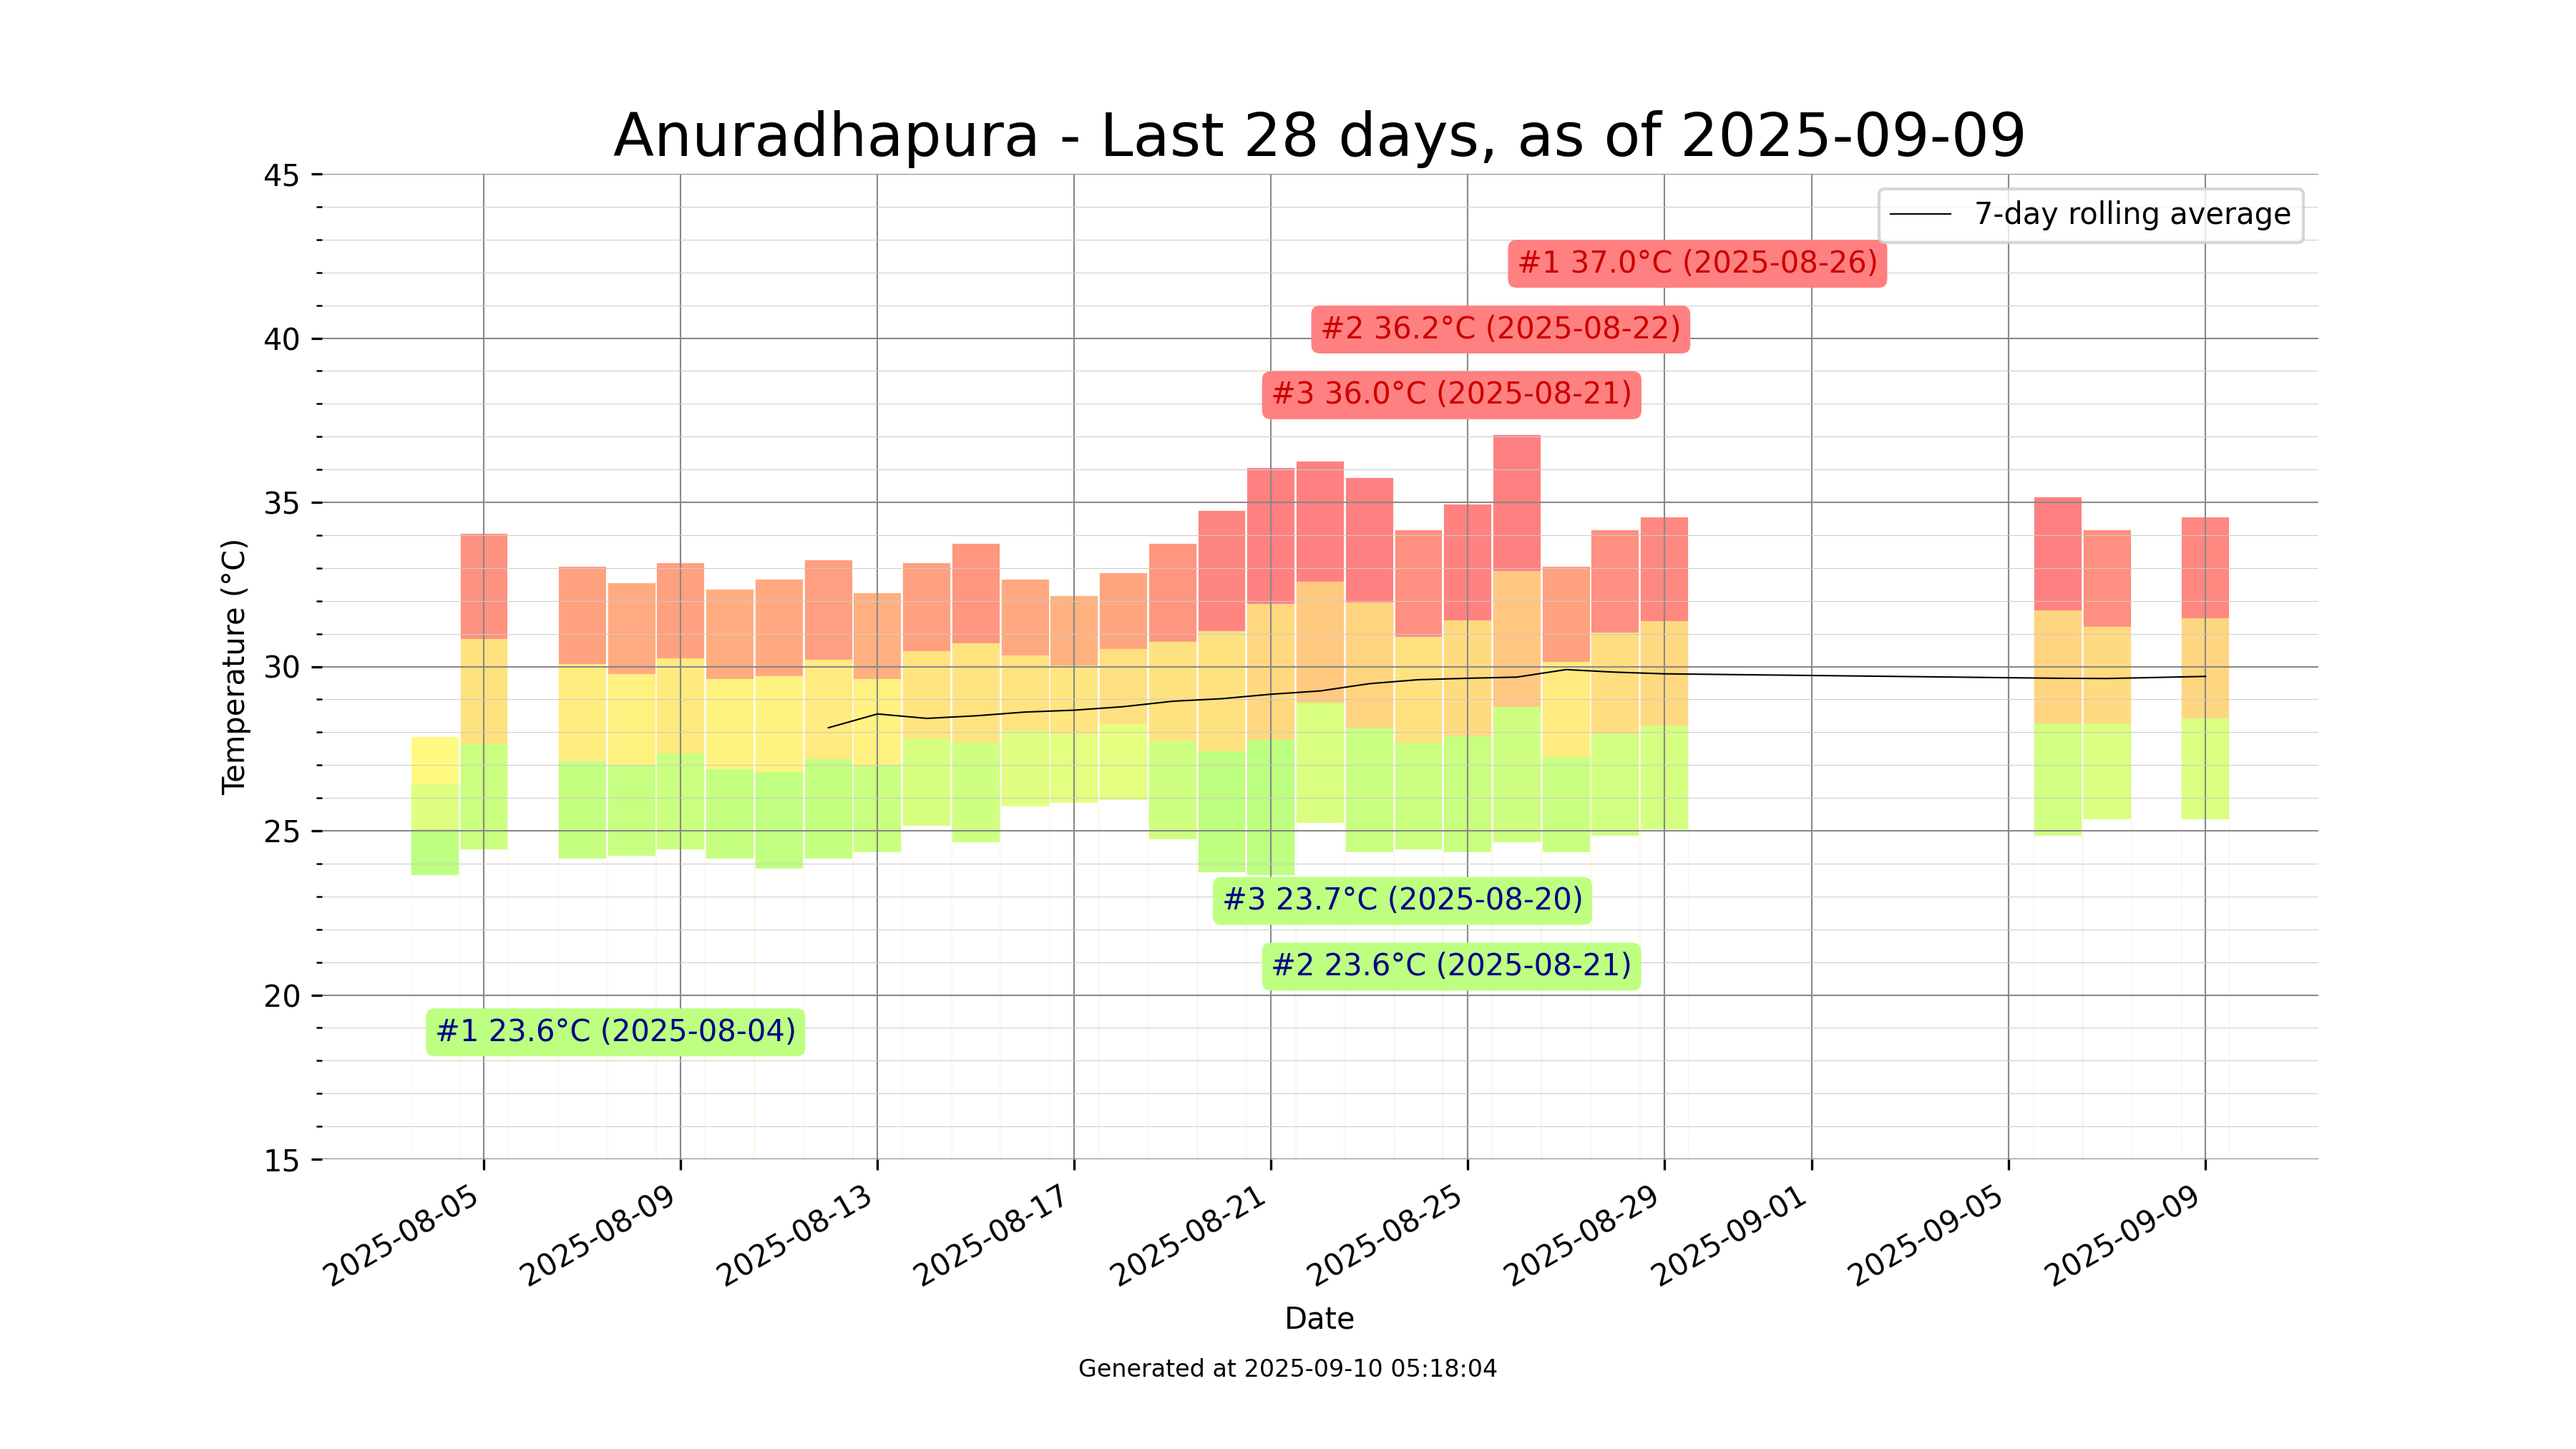 Anuradhapura - Last 28 days, as of 2025-09-09
45
40
35
30
25
20
15
Temperature (°C)
7-day rolling average
#1 37.0°C (2025-08-26)
#2 36.2°C (2025-08-22)
#3 36.0°C (2025-08-21)
#3 23.7°C (2025-08-20)
#2 23.6°C (2025-08-21)
#1 23.6°C (2025-08-04)
2025-08-05
2025-08-09
2025-08-13
2025-08-17
2025-08-21
2025-08-25
2025-08-29
2025-09-01
2025-09-05
2025-09-09
Date
Generated at 2025-09-10 05:18:04